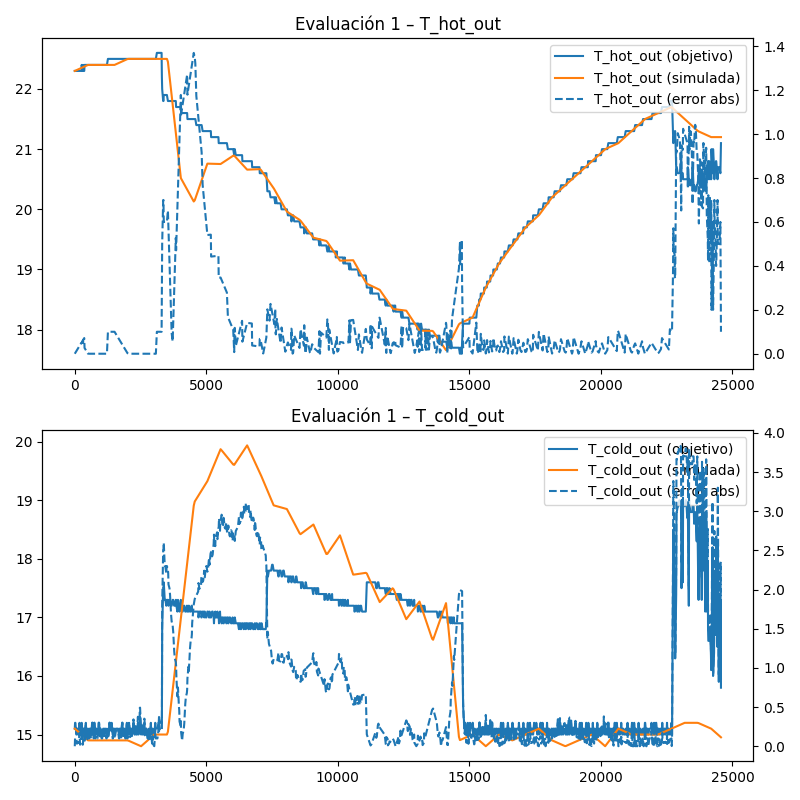 Evaluación 1 – T_hot_out
T_hot_out (objetivo)
T_hot_out (simulada)
T_hot_out (error abs)
22
21
20
19
18
1.4
1.2
1.0
0.8
0.6
0.4
0.2
0.0
0 5000 10000 15000 20000 25000
Evaluación 1 – T_cold_out
T_cold_out (objetivo)
T_cold_out (simulada)
T_cold_out (error abs)
20
19
18
17
16
15
4.0
3.5
3.0
2.5
2.0
1.5
1.0
0.5
0.0
0 5000 10000 15000 20000 25000